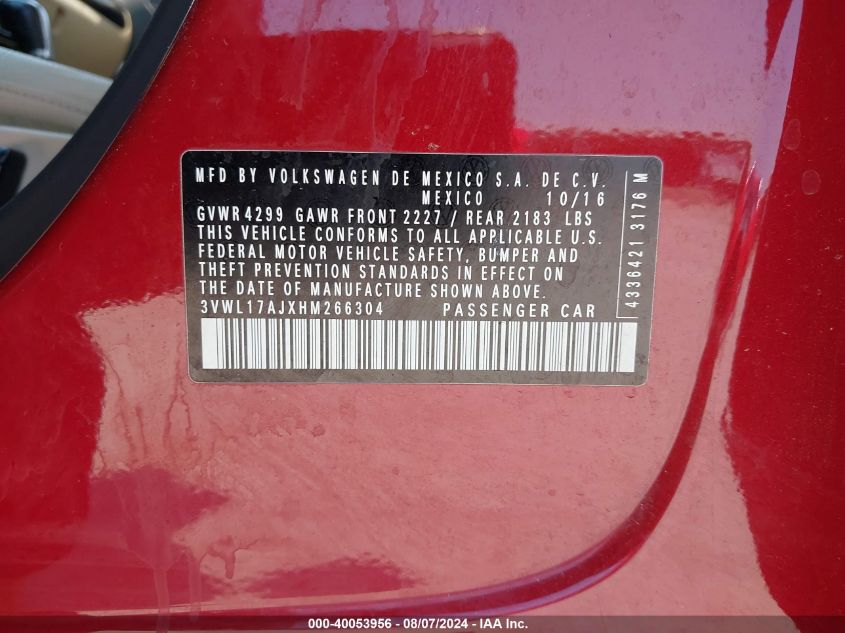 MFD BY VOLKSWAGEN DE MEXICO S.A. DE C.V.
MEXICO 10/16
GVWR 4299 GAWR FRONT 2227 / REAR 2183 LBS
THIS VEHICLE CONFORMS TO ALL APPLICABLE U.S.
FEDERAL MOTOR VEHICLE SAFETY, BUMPER AND
THEFT PREVENTION STANDARDS IN EFFECT ON
THE DATE OF MANUFACTURE SHOWN ABOVE.
3VWL17AJXHM266304 PASSENGER CAR
4336421 3176 M
000-40053956 - 08/07/2024 - IAA Inc.